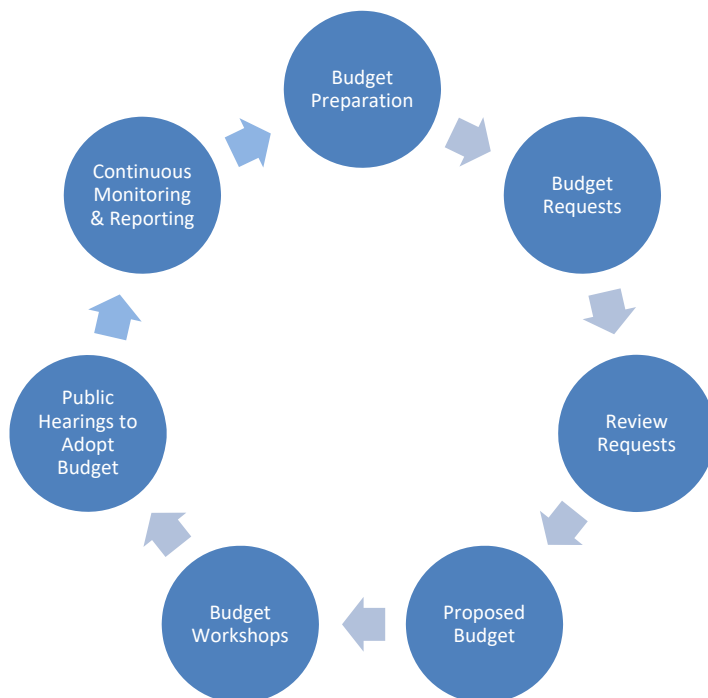 Budget
Preparation
Budget
Requests
Review
Requests
Proposed
Budget
Budget
Workshops
Public
Hearings to
Adopt
Budget
Continuous
Monitoring
& Reporting